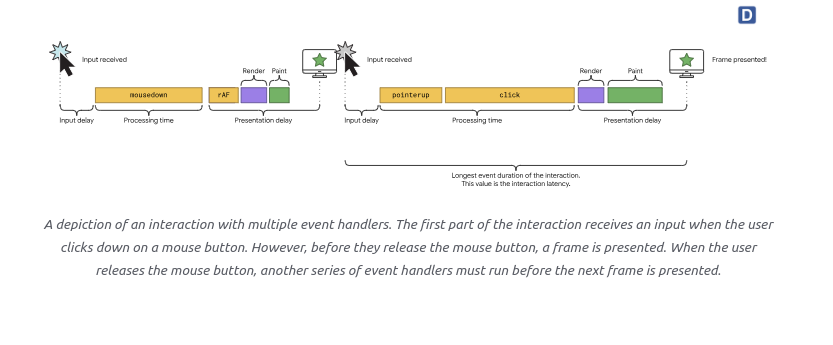 D
Input received
Input received
Frame presented!
Render
Paint
Render
Paint
mousedown
rAF
pointerup
click
Input delay
Processing time
Presentation delay
Input delay
Processing time
Presentation delay
Longest event duration of the interaction.
This value is the interaction latency.
A depiction of an interaction with multiple event handlers. The first part of the interaction receives an input when the user
clicks down on a mouse button. However, before they release the mouse button, a frame is presented. When the user
releases the mouse button, another series of event handlers must run before the next frame is presented.